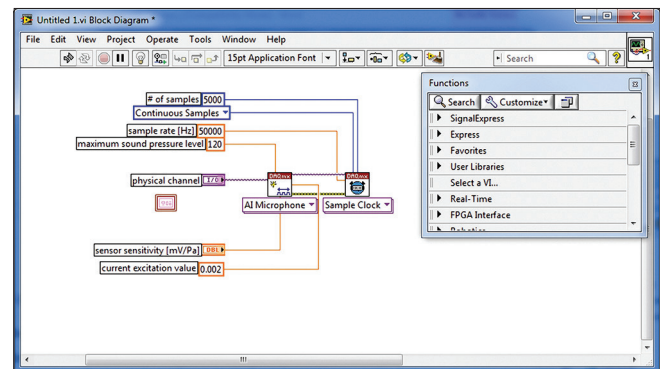 Untitled 1.vi Block Diagram *
File Edit View Project Operate Tools Window Help
15pt Application Font
Search
1
# of samples 5000
Continuous Samples
sample rate [Hz] 50000
maximum sound pressure level 120
physical channel I/O
DAQmx DAQmx
AI Microphone Sample Clock
sensor sensitivity [mV/Pa] DBL
current excitation value 0.002
Functions
Search Customize
SignalExpress
Express
Favorites
User Libraries
Select a VI...
Real-Time
FPGA Interface